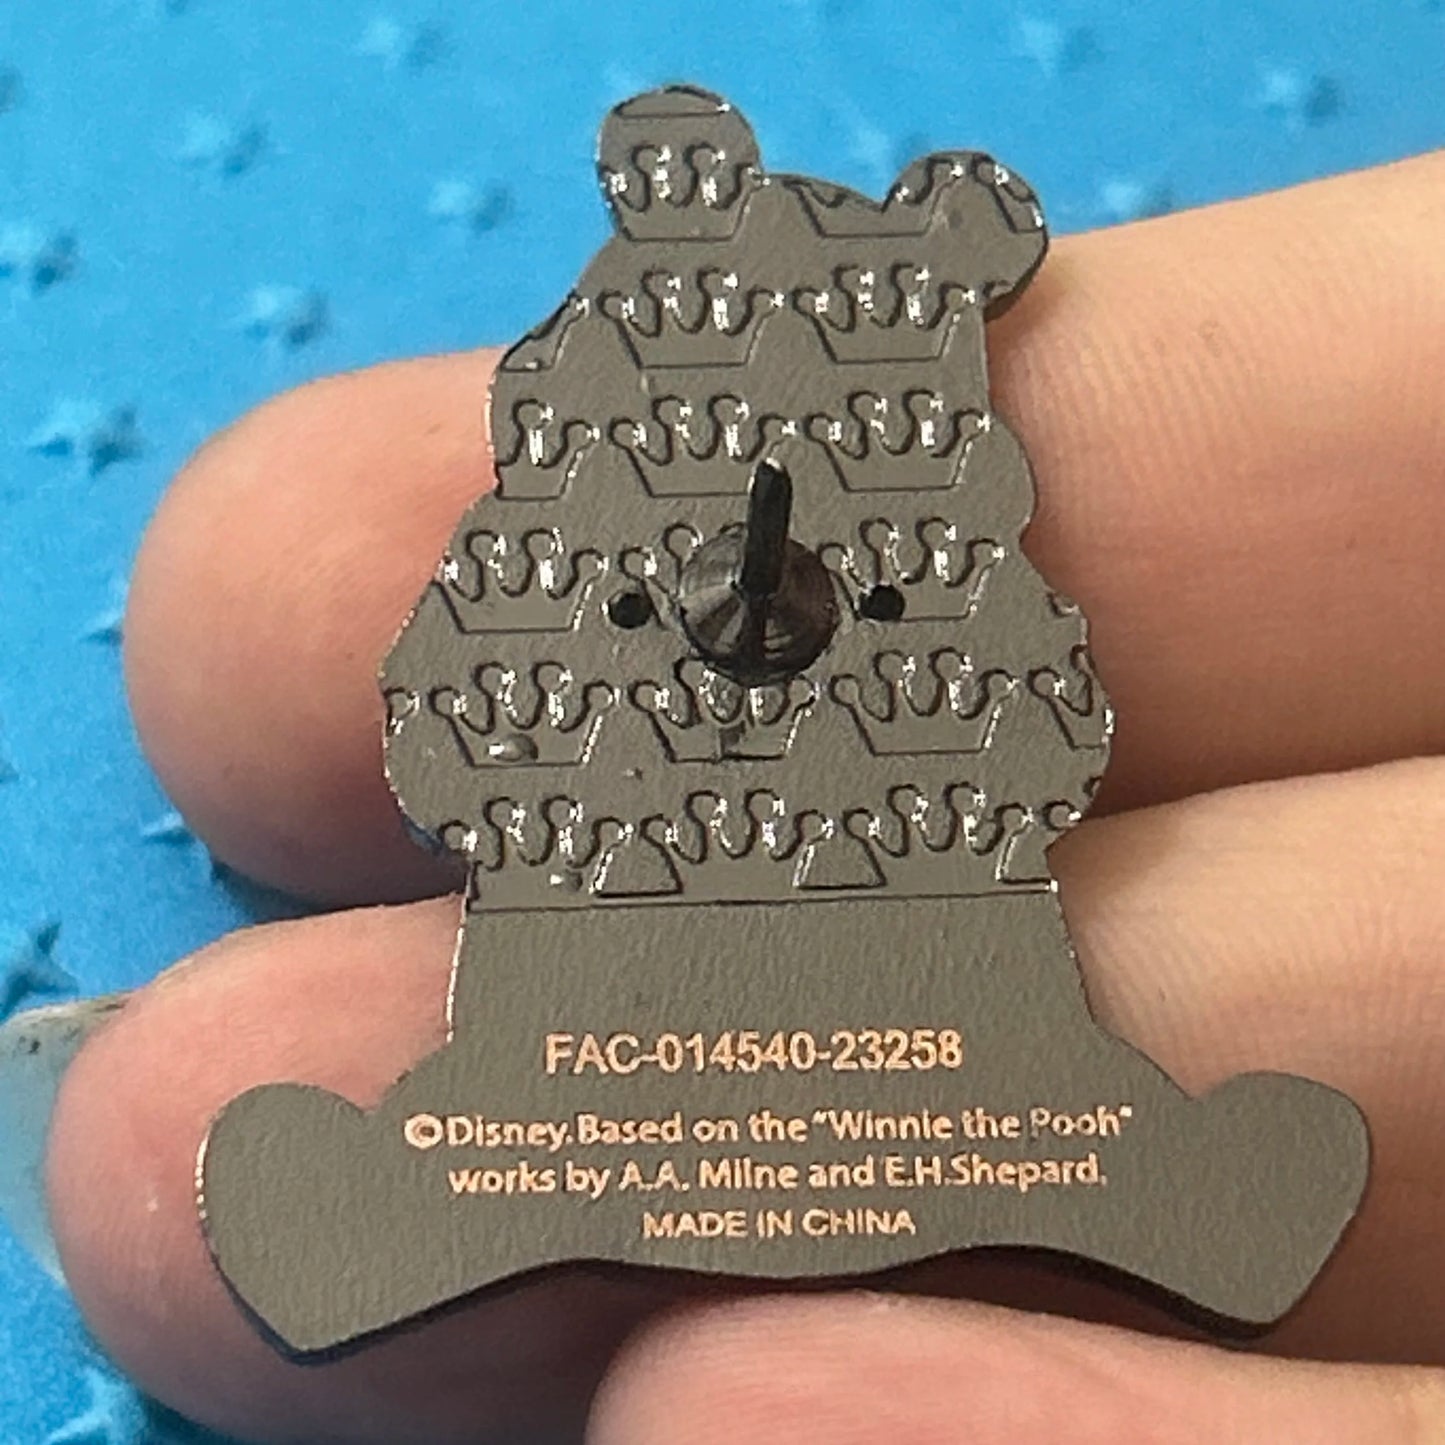 FAC-014540-23258
©Disney.Based on the "Winnie the Pooh"
works by A.A. Milne and E.H.Shepard.
MADE IN CHINA